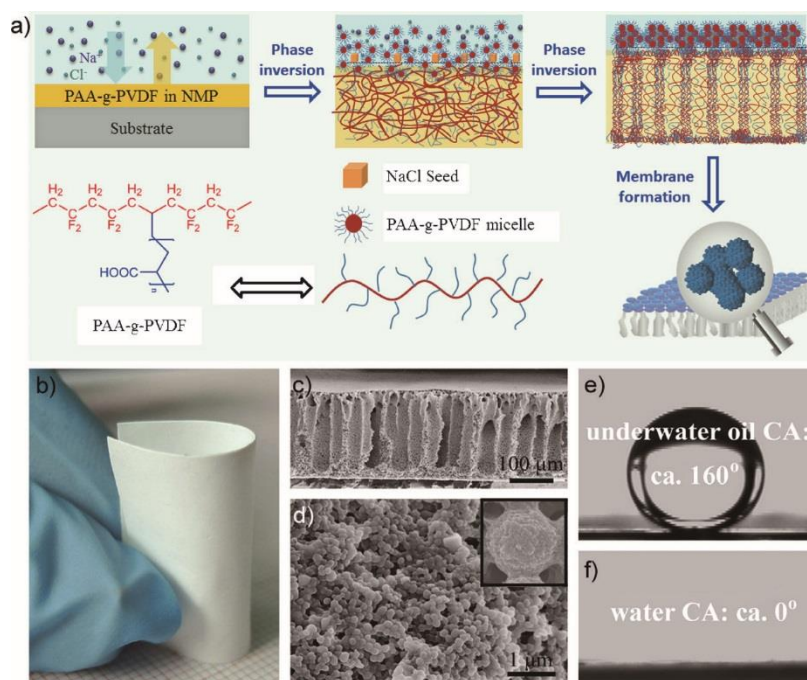 a)
Na⁺
Cl⁻
PAA-g-PVDF in NMP
Substrate
Phase
inversion
Phase
inversion
NaCl Seed
PAA-g-PVDF micelle
Membrane
formation
H₂ H₂ H₂ H₂
F₂ F₂ F₂ F₂
HOOC
n
PAA-g-PVDF
b)
c)
100 μm
d)
1 μm
e)
underwater oil CA:
ca. 160°
f)
water CA: ca. 0°